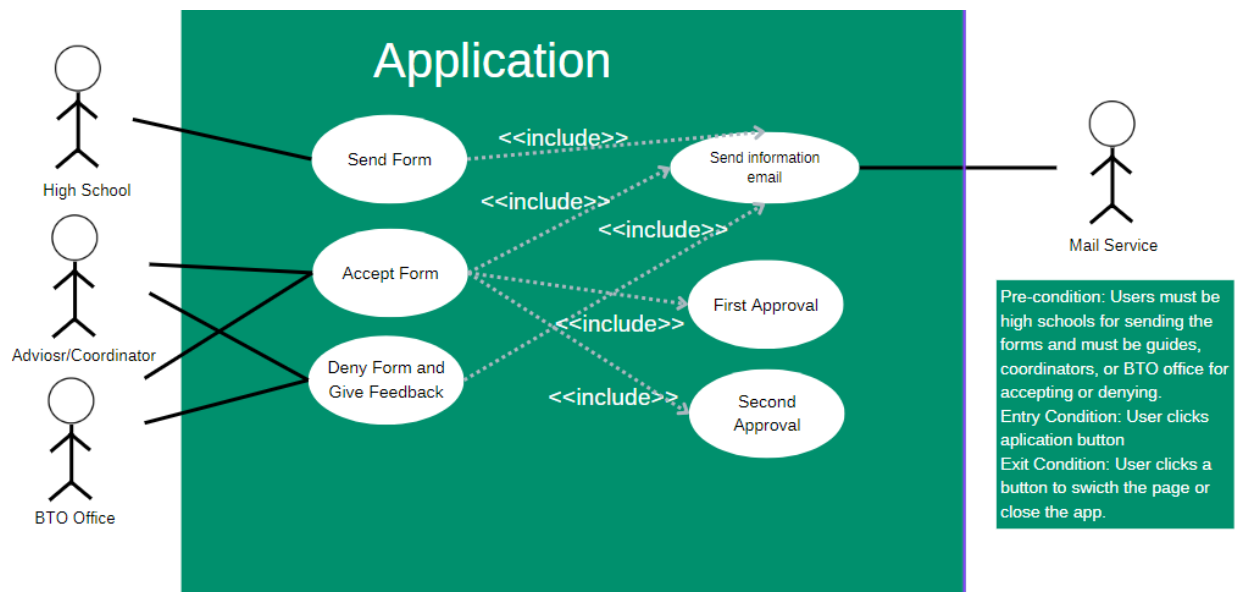 Application
<<include>>
Send Form
Send information
email
High School
<<include>>
<<include>>
Mail Service
Accept Form
First Approval
<<include>>
Adviosr/Coordinator
Deny Form and
Give Feedback
<<include>>
Second
Approval
BTO Office
Pre-condition: Users must be
high schools for sending the
forms and must be guides,
coordinators, or BTO office for
accepting or denying.
Entry Condition: User clicks
aplication button
Exit Condition: User clicks a
button to swicth the page or
close the app.